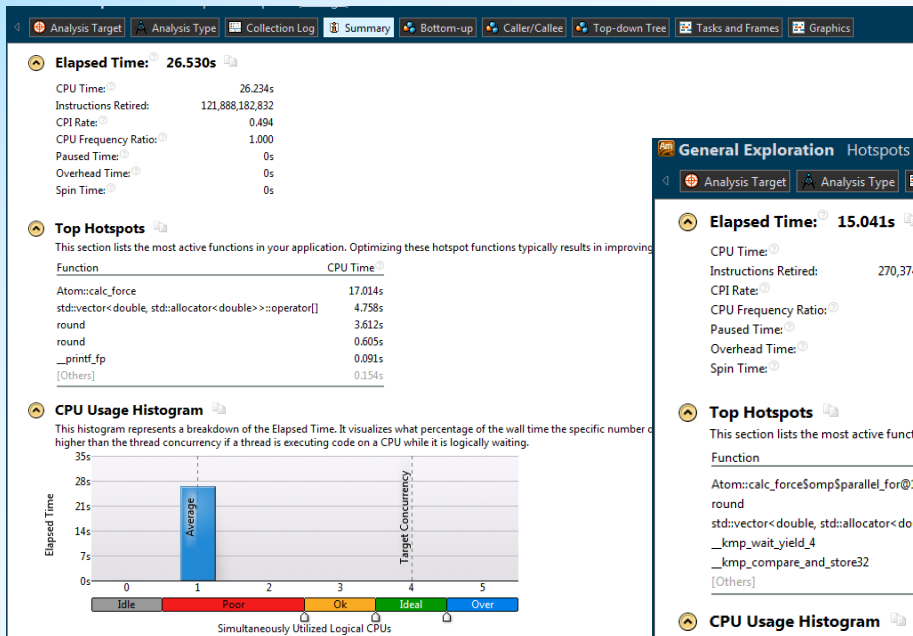 Analysis Target Analysis Type Collection Log Summary Bottom-up Caller/Callee Top-down Tree Tasks and Frames Graphics
Elapsed Time: 26.530s
CPU Time: 26.234s
Instructions Retired: 121,888,182,832
CPI Rate: 0.494
CPU Frequency Ratio: 1.000
Paused Time: 0s
Overhead Time: 0s
Spin Time: 0s
Top Hotspots
This section lists the most active functions in your application. Optimizing these hotspot functions typically results in improving
Function CPU Time
Atom::calc_force 17.014s
std::vector<double, std::allocator<double>>::operator[] 4.758s
round 3.612s
round 0.605s
__printf_fp 0.091s
[Others] 0.154s
CPU Usage Histogram
This histogram represents a breakdown of the Elapsed Time. It visualizes what percentage of the wall time the specific number
higher than the thread concurrency if a thread is executing code on a CPU while it is logically waiting.
35s
28s
21s
14s
7s
0s
Elapsed Time
Average
Target Concurrency
0 1 2 3 4 5
Idle Poor Ok Ideal Over
Simultaneously Utilized Logical CPUs
Am General Exploration Hotspots
Analysis Target Analysis Type
Elapsed Time: 15.041s
CPU Time:
Instructions Retired: 270,374
CPI Rate:
CPU Frequency Ratio:
Paused Time:
Overhead Time:
Spin Time:
Top Hotspots
This section lists the most active funct
Function
Atom::calc_force$omp$parallel_for@1
round
std::vector<double, std::allocator<dou
__kmp_wait_yield_4
__kmp_compare_and_store32
[Others]
CPU Usage Histogram